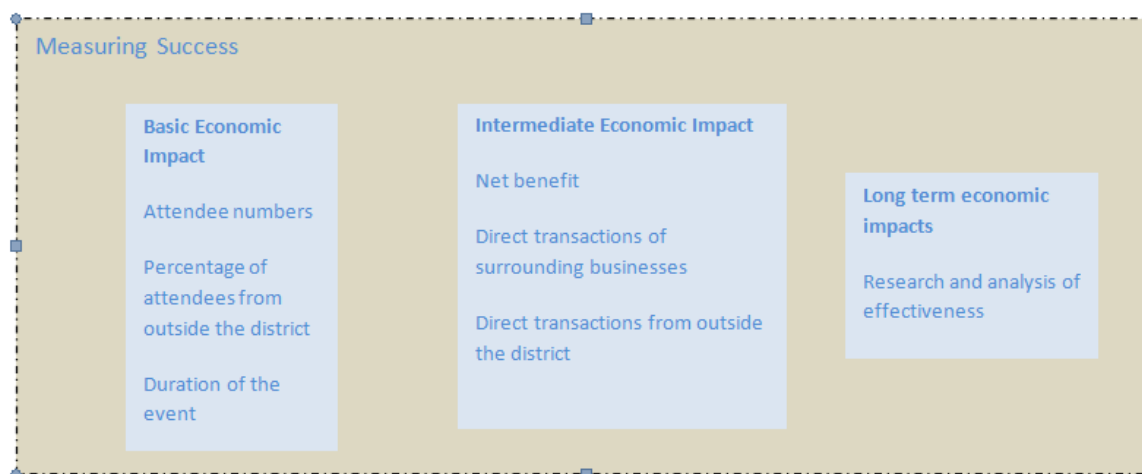 Measuring Success
Basic Economic
Impact
Attendee numbers
Percentage of
attendees from
outside the district
Duration of the
event
Intermediate Economic Impact
Net benefit
Direct transactions of
surrounding businesses
Direct transactions from outside
the district
Long term economic
impacts
Research and analysis of
effectiveness